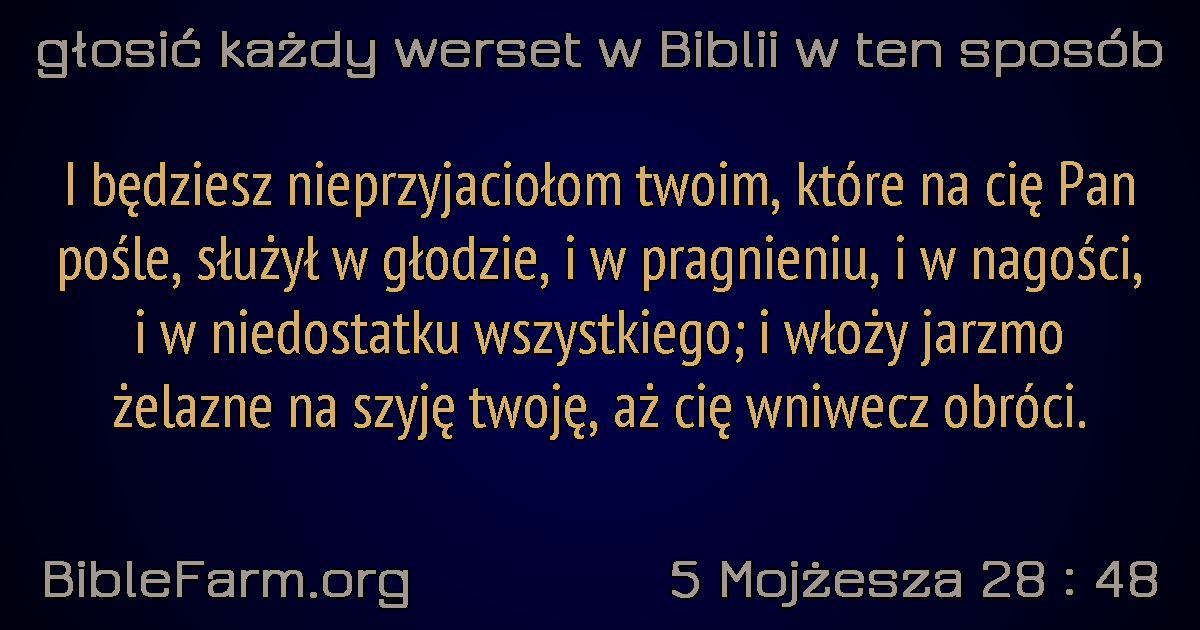 głosić każdy werset w Biblii w ten sposób
I będziesz nieprzyjaciołom twoim, które na cię Pan
pośle, służył w głodzie, i w pragnieniu, i w nagości,
i w niedostatku wszystkiego; i włoży jarzmo
żelazne na szyję twoję, aż cię wniwecz obróci.
BibleFarm.org
5 Mojżesza 28 : 48